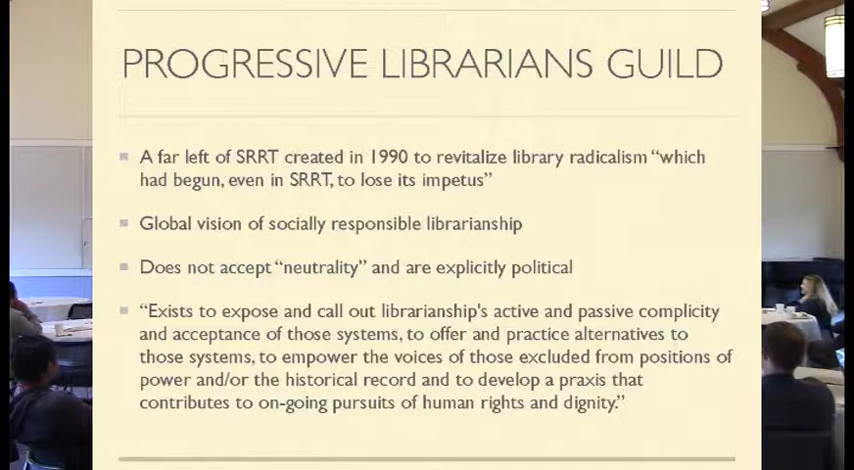 PROGRESSIVE LIBRARIANS GUILD
A far left of SRRT created in 1990 to revitalize library radicalism “which
had begun, even in SRRT, to lose its impetus”
Global vision of socially responsible librarianship
Does not accept “neutrality” and are explicitly political
“Exists to expose and call out librarianship's active and passive complicity
and acceptance of those systems, to offer and practice alternatives to
those systems, to empower the voices of those excluded from positions of
power and/or the historical record and to develop a praxis that
contributes to on-going pursuits of human rights and dignity.”